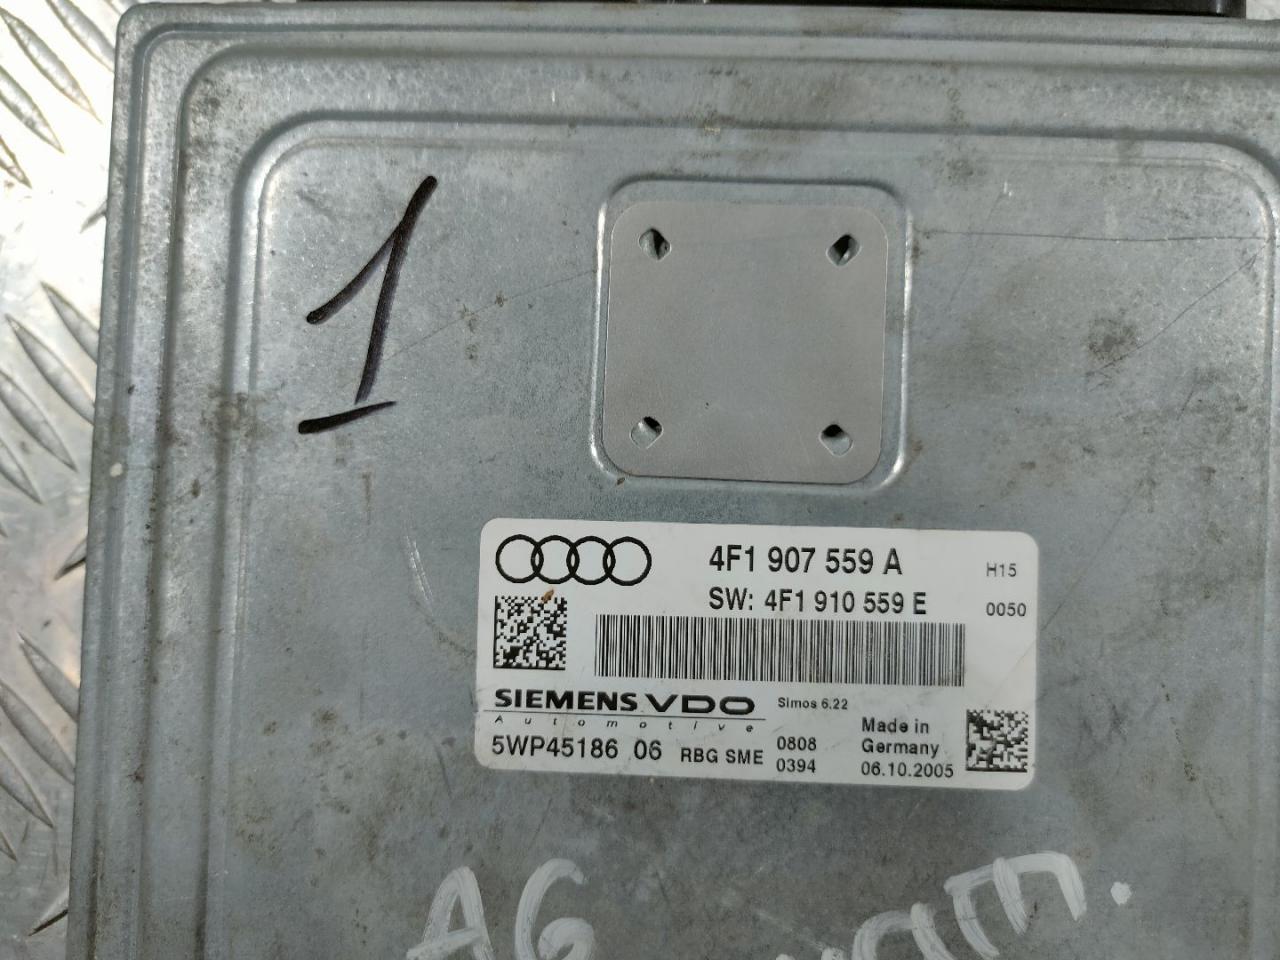 1
4F1 907 559 A
H15
SW: 4F1 910 559 E
0050
SIEMENS VDO
Simos 6.22
Automotive
5WP45186 06 RBG SME
0808
0394
Made in
Germany
06.10.2005
A6